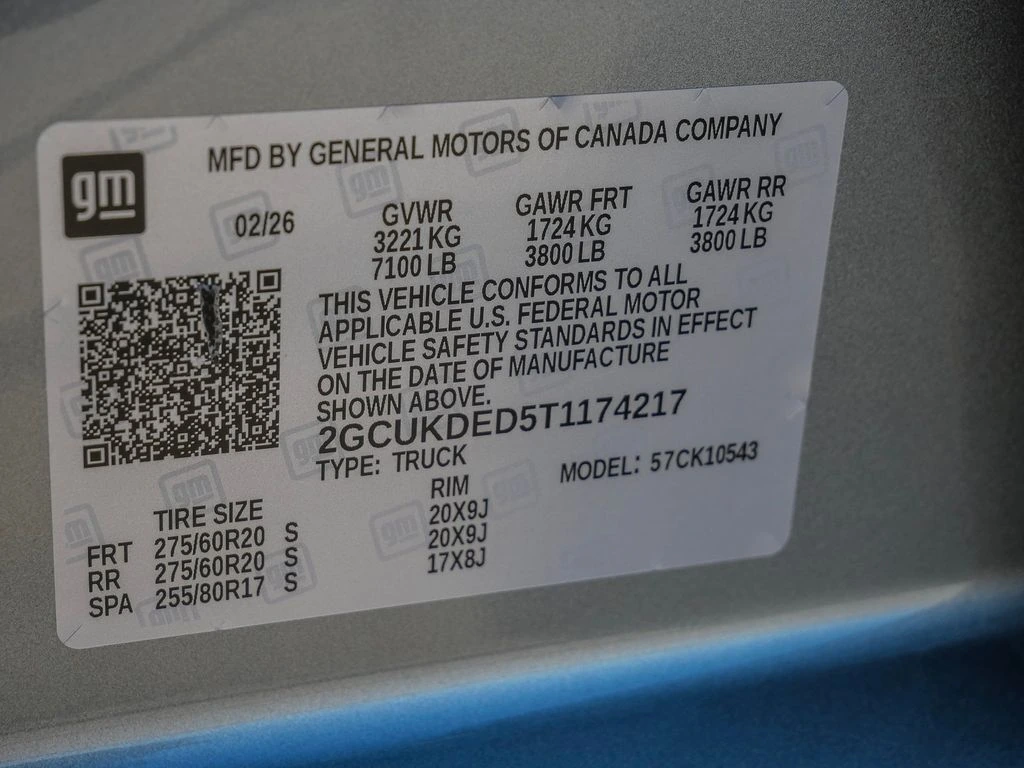 gm
MFD BY GENERAL MOTORS OF CANADA COMPANY
02/26
GVWR
3221 KG
7100 LB
GAWR FRT
1724 KG
3800 LB
GAWR RR
1724 KG
3800 LB
THIS VEHICLE CONFORMS TO ALL
APPLICABLE U.S. FEDERAL MOTOR
VEHICLE SAFETY STANDARDS IN EFFECT
ON THE DATE OF MANUFACTURE
SHOWN ABOVE.
2GCUKDED5T1174217
TYPE: TRUCK MODEL: 57CK10543
TIRE SIZE RIM
FRT 275/60R20 S 20X9J
RR 275/60R20 S 20X9J
SPA 255/80R17 S 17X8J